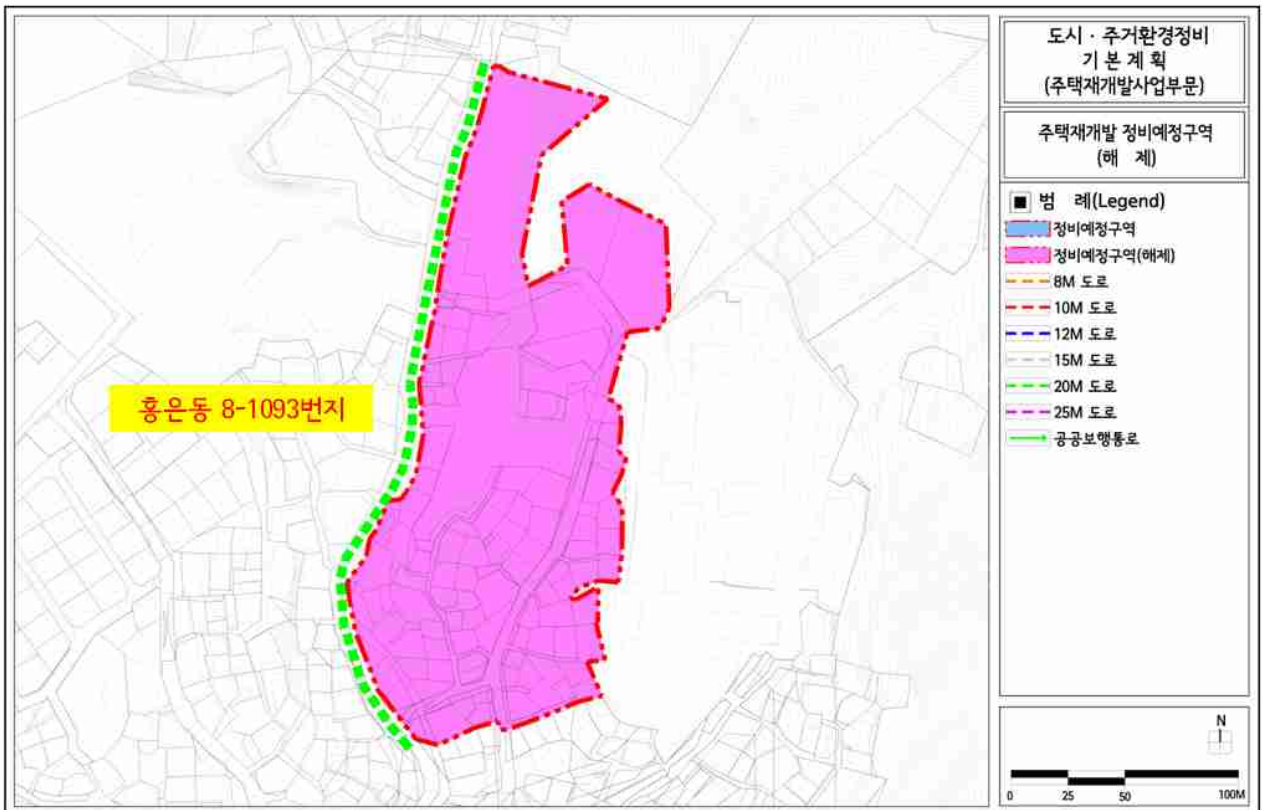 도시 · 주거환경정비
기 본 계 획
(주택재개발사업부문)
주택재개발 정비예정구역
(해 제)
■ 범 례(Legend)
정비예정구역
정비예정구역(해제)
8M 도로
10M 도로
12M 도로
15M 도로
20M 도로
25M 도로
공공보행통로
홍은동 8-1093번지
N
0 25 50 100M